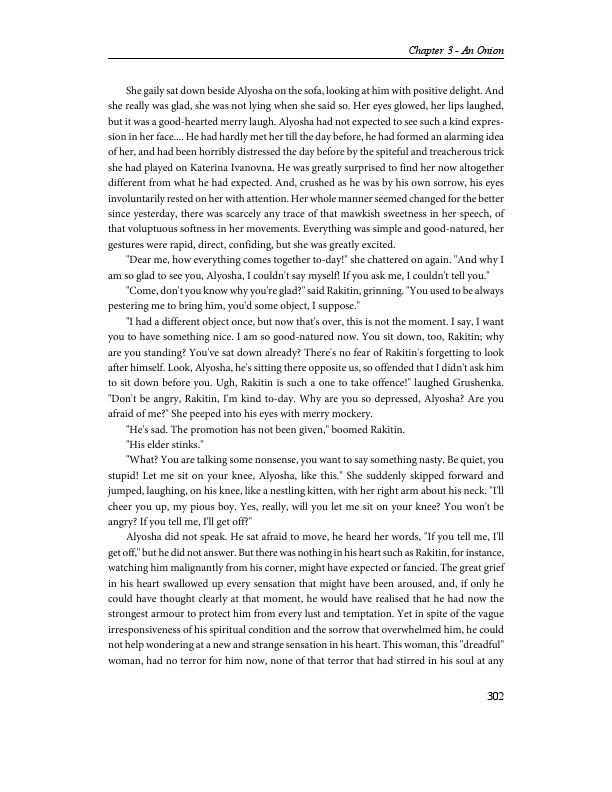 Chapter 3 - An Onion
She gaily sat down beside Alyosha on the sofa, looking at him with positive delight. And
she really was glad, she was not lying when she said so. Her eyes glowed, her lips laughed,
but it was a good-hearted merry laugh. Alyosha had not expected to see such a kind expres-
sion in her face.... He had hardly met her till the day before, he had formed an alarming idea
of her, and had been horribly distressed the day before by the spiteful and treacherous trick
she had played on Katerina Ivanovna. He was greatly surprised to find her now altogether
different from what he had expected. And, crushed as he was by his own sorrow, his eyes
involuntarily rested on her with attention. Her whole manner seemed changed for the better
since yesterday, there was scarcely any trace of that mawkish sweetness in her speech, of
that voluptuous softness in her movements. Everything was simple and good-natured, her
gestures were rapid, direct, confiding, but she was greatly excited.
"Dear me, how everything comes together to-day!" she chattered on again. "And why I
am so glad to see you, Alyosha, I couldn't say myself! If you ask me, I couldn't tell you."
"Come, don't you know why you're glad?" said Rakitin, grinning. "You used to be always
pestering me to bring him, you'd some object, I suppose."
"I had a different object once, but now that's over, this is not the moment. I say, I want
you to have something nice. I am so good-natured now. You sit down, too, Rakitin; why
are you standing? You've sat down already? There's no fear of Rakitin's forgetting to look
after himself. Look, Alyosha, he's sitting there opposite us, so offended that I didn't ask him
to sit down before you. Ugh, Rakitin is such a one to take offence!" laughed Grushenka.
"Don't be angry, Rakitin, I'm kind to-day. Why are you so depressed, Alyosha? Are you
afraid of me?" She peeped into his eyes with merry mockery.
"He's sad. The promotion has not been given," boomed Rakitin.
"His elder stinks."
"What? You are talking some nonsense, you want to say something nasty. Be quiet, you
stupid! Let me sit on your knee, Alyosha, like this." She suddenly skipped forward and
jumped, laughing, on his knee, like a nestling kitten, with her right arm about his neck. "I'll
cheer you up, my pious boy. Yes, really, will you let me sit on your knee? You won't be
angry? If you tell me, I'll get off?"
Alyosha did not speak. He sat afraid to move, he heard her words, "If you tell me, I'll
get off," but he did not answer. But there was nothing in his heart such as Rakitin, for instance,
watching him malignantly from his corner, might have expected or fancied. The great grief
in his heart swallowed up every sensation that might have been aroused, and, if only he
could have thought clearly at that moment, he would have realised that he had now the
strongest armour to protect him from every lust and temptation. Yet in spite of the vague
irresponsiveness of his spiritual condition and the sorrow that overwhelmed him, he could
not help wondering at a new and strange sensation in his heart. This woman, this "dreadful"
woman, had no terror for him now, none of that terror that had stirred in his soul at any
302